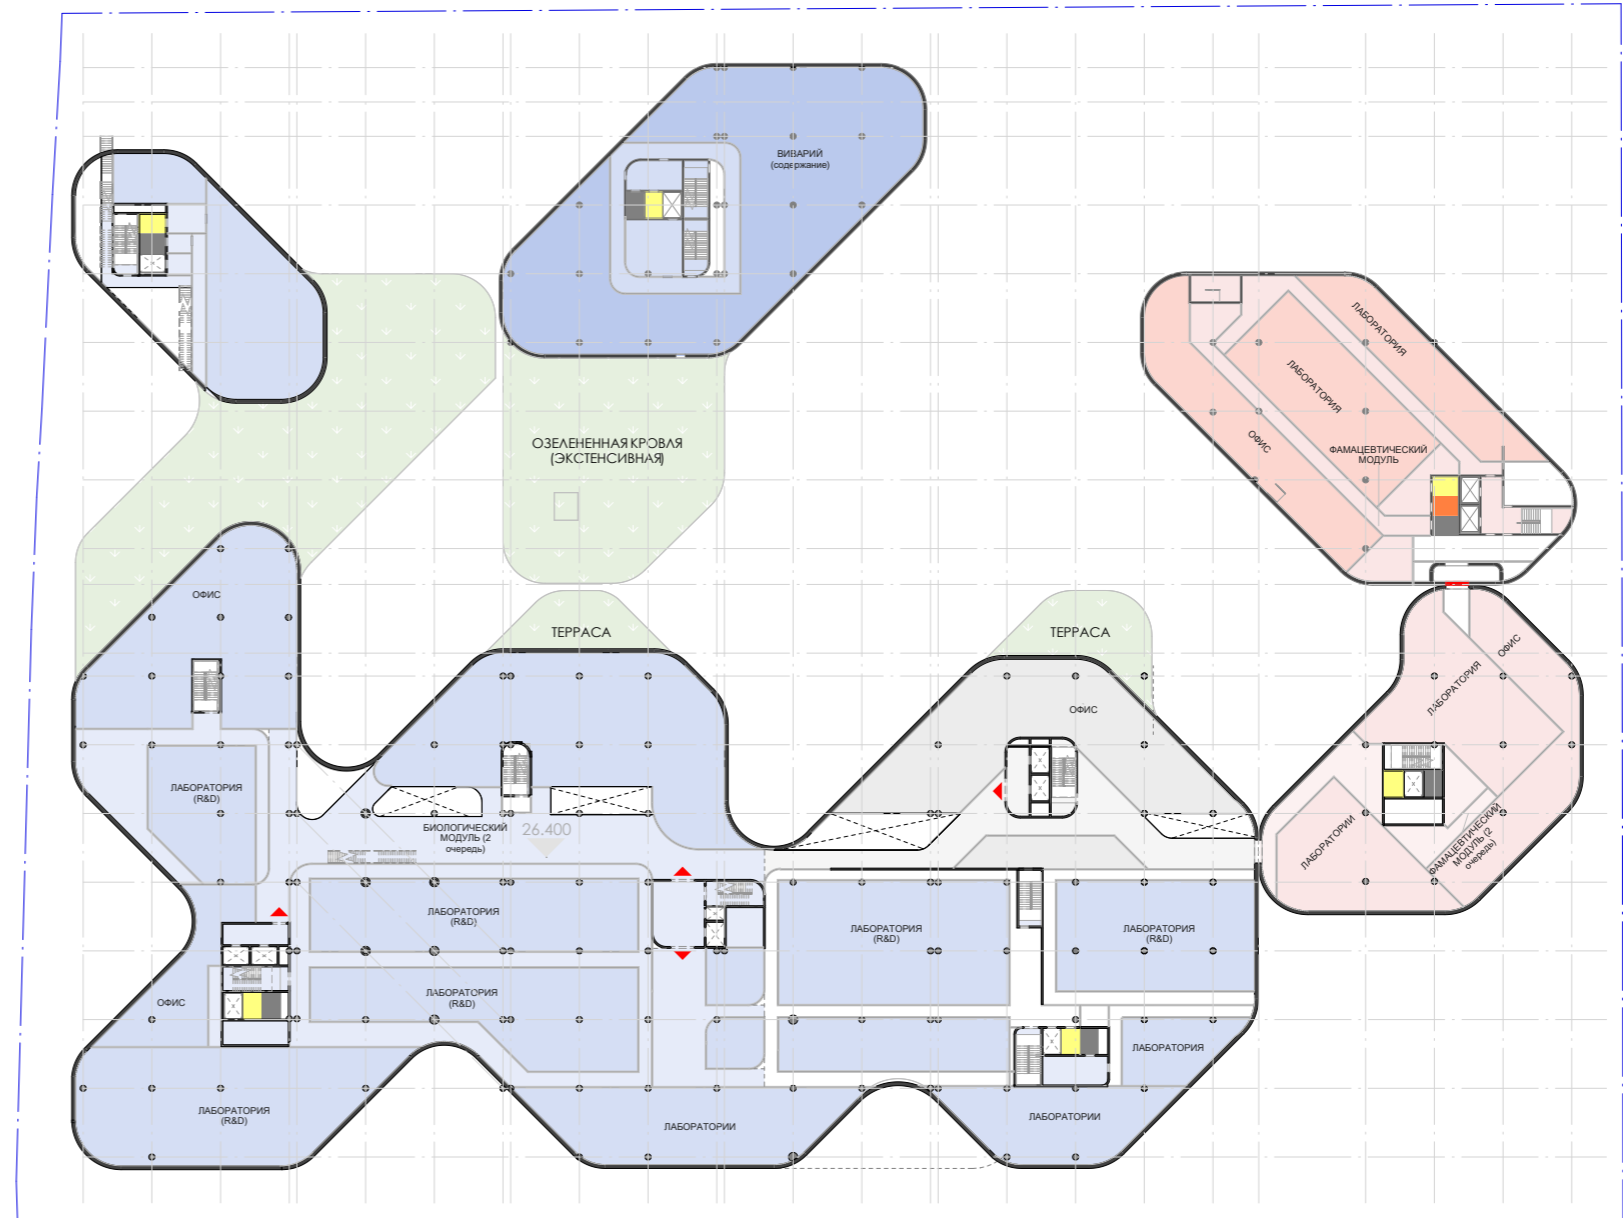 ВИВАРИЙ
(содержание)
ЛАБОРАТОРИЯ
ЛАБОРАТОРИЯ
ОФИС
ФАМАЦЕВТИЧЕСКИЙ
МОДУЛЬ
ОЗЕЛЕНЕННАЯ КРОВЛЯ
(ЭКСТЕНСИВНАЯ)
ОФИС
ТЕРРАСА
ТЕРРАСА
ОФИС
ЛАБОРАТОРИЯ
ОФИС
ЛАБОРАТОРИЯ
(R&D)
БИОЛОГИЧЕСКИЙ
МОДУЛЬ (2
очередь)
26.400
ЛАБОРАТОРИИ
ФАМАЦЕВТИЧЕСКИЙ
МОДУЛЬ (2
очередь)
ЛАБОРАТОРИЯ
(R&D)
ЛАБОРАТОРИЯ
(R&D)
ЛАБОРАТОРИЯ
(R&D)
ОФИС
ЛАБОРАТОРИЯ
(R&D)
ЛАБОРАТОРИЯ
ЛАБОРАТОРИЯ
(R&D)
ЛАБОРАТОРИИ
ЛАБОРАТОРИИ